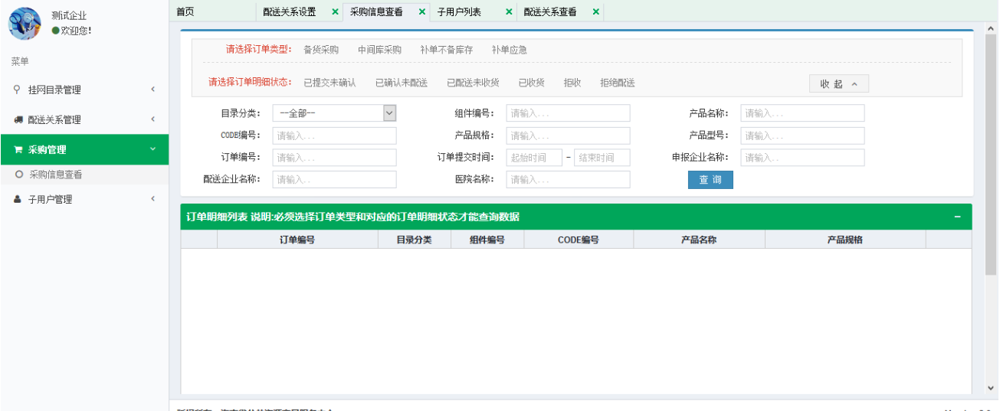 测试企业
欢迎您!
菜单
挂网目录管理
配送关系管理
采购管理
采购信息查看
子用户管理
首页 配送关系设置 × 采购信息查看 × 子用户列表 × 配送关系查看 ×
请选择订单类型: 备货采购 中间库采购 补单不备库存 补单应急
请选择订单明细状态: 已提交未确认 已确认未配送 已配送未收货 已收货 拒收 拒绝配送 收 起
目录分类: --全部-- 组件编号: 请输入... 产品名称: 请输入...
CODE编号: 请输入... 产品规格: 请输入... 产品型号: 请输入...
订单编号: 请输入... 订单提交时间: 起始时间 - 结束时间 申报企业名称: 请输入..
配送企业名称: 请输入.. 医院名称: 请输入... 查 询
订单明细列表 说明:必须选择订单类型和对应的订单明细状态才能查询数据 -
订单编号 目录分类 组件编号 CODE编号 产品名称 产品规格